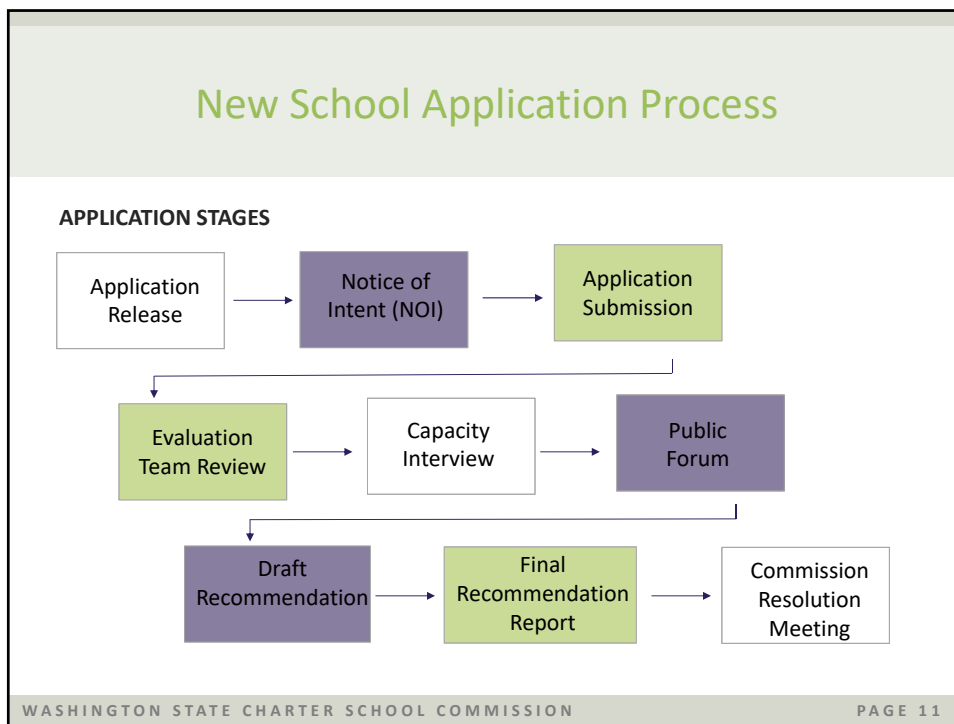 New School Application Process
APPLICATION STAGES
Application
Release
Notice of
Intent (NOI)
Application
Submission
Evaluation
Team Review
Capacity
Interview
Public
Forum
Draft
Recommendation
Final
Recommendation
Report
Commission
Resolution
Meeting
WASHINGTON STATE CHARTER SCHOOL COMMISSION PAGE 11